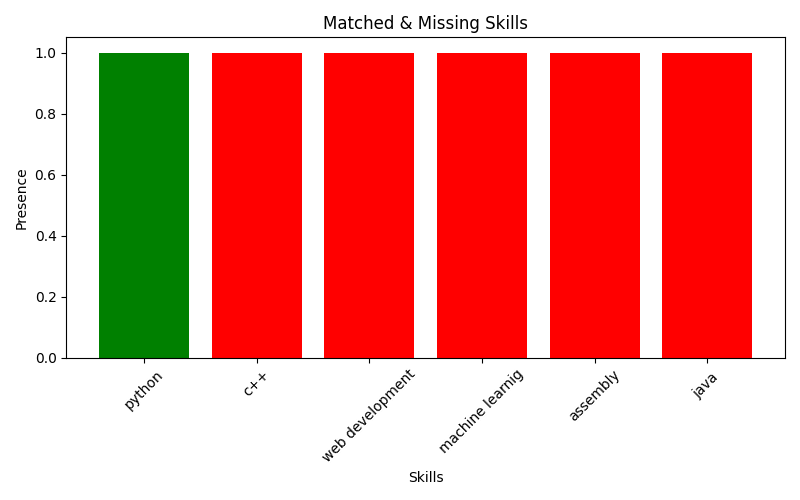 Matched & Missing Skills
Presence
1.0
0.8
0.6
0.4
0.2
0.0
python
c++
web development
machine learnig
assembly
java
Skills